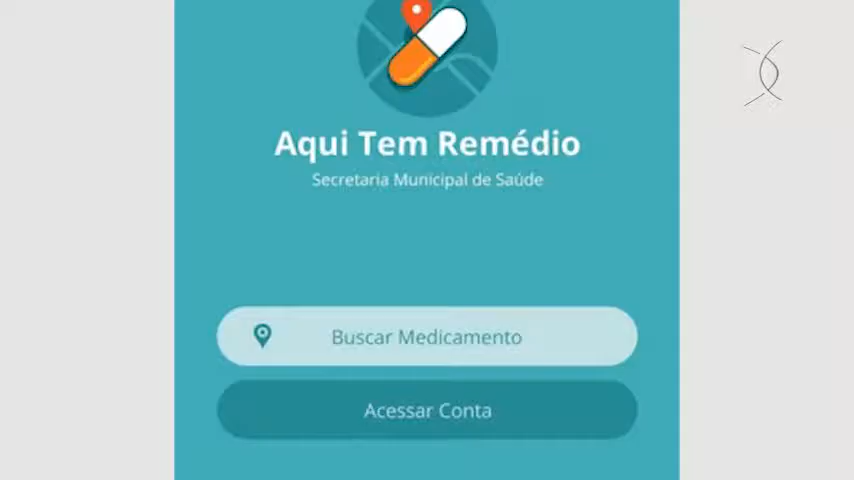 Aqui Tem Remédio
Secretaria Municipal de Saúde
Buscar Medicamento
Acessar Conta